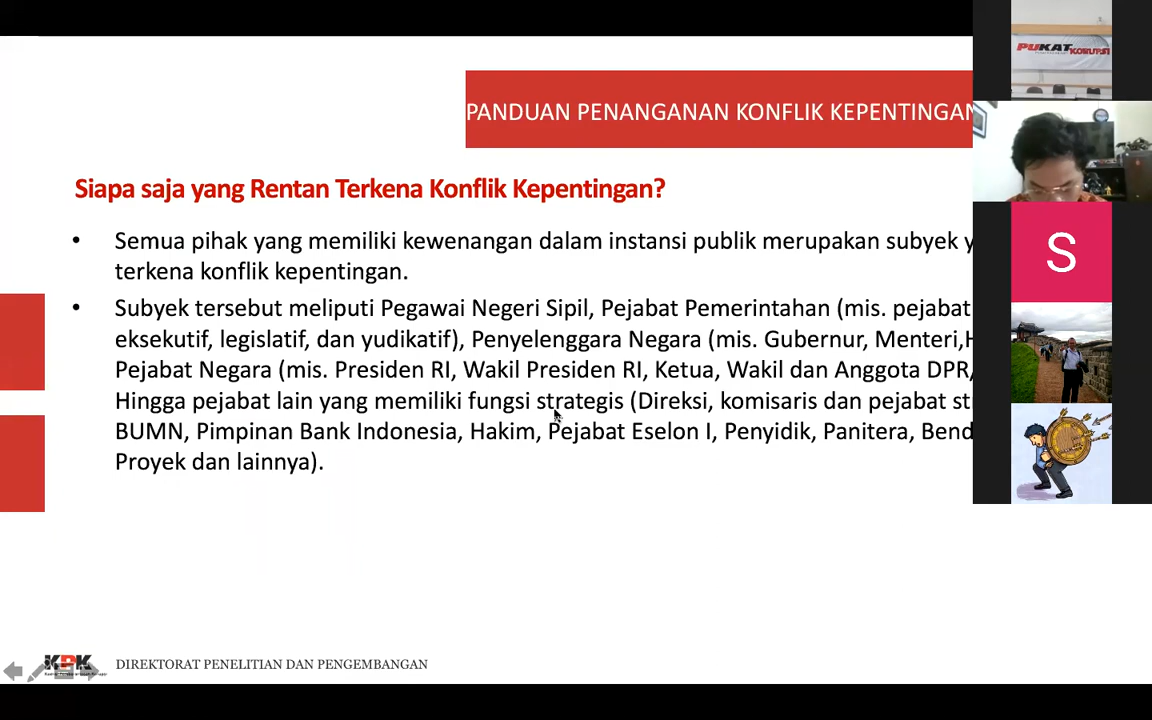 PUKAT KORUPSI
PANDUAN PENANGANAN KONFLIK KEPENTINGAN
Siapa saja yang Rentan Terkena Konflik Kepentingan?
• Semua pihak yang memiliki kewenangan dalam instansi publik merupakan subyek y
terkena konflik kepentingan.
• Subyek tersebut meliputi Pegawai Negeri Sipil, Pejabat Pemerintahan (mis. pejabat
eksekutif, legislatif, dan yudikatif), Penyelenggara Negara (mis. Gubernur, Menteri,H
Pejabat Negara (mis. Presiden RI, Wakil Presiden RI, Ketua, Wakil dan Anggota DPR,
Hingga pejabat lain yang memiliki fungsi strategis (Direksi, komisaris dan pejabat st
BUMN, Pimpinan Bank Indonesia, Hakim, Pejabat Eselon I, Penyidik, Panitera, Bend
Proyek dan lainnya).
S
KPK
DIREKTORAT PENELITIAN DAN PENGEMBANGAN